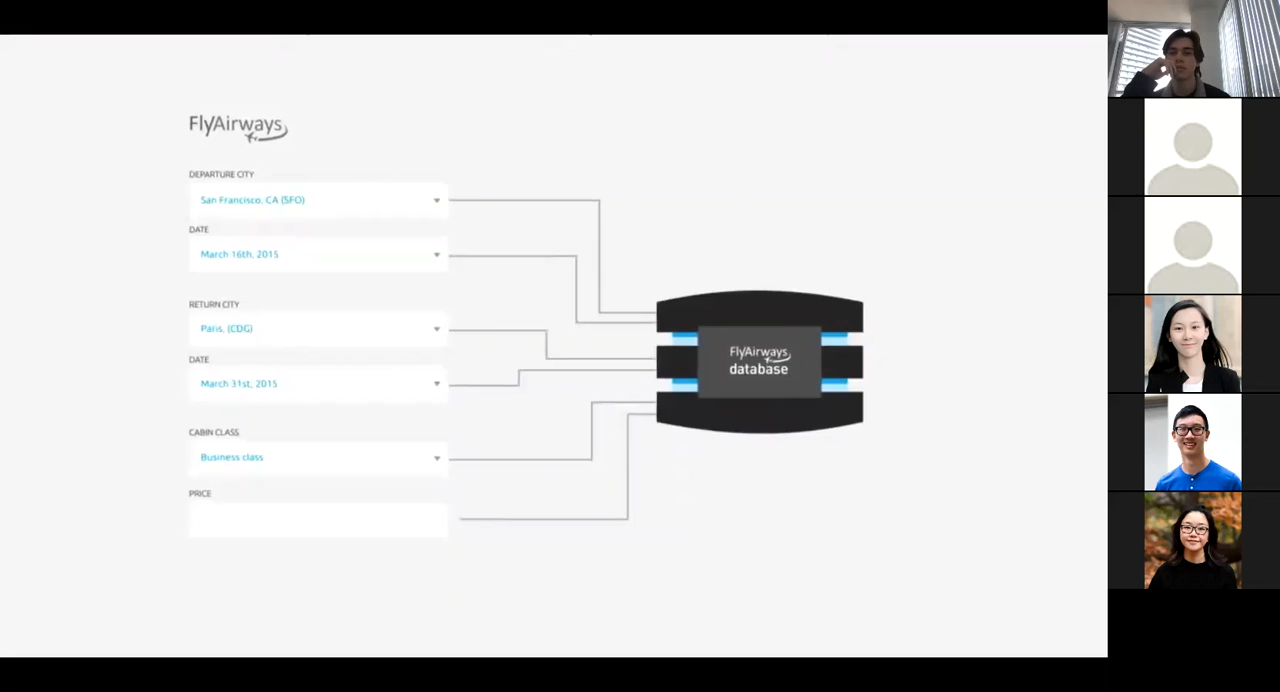 FlyAirways
DEPARTURE CITY
San Francisco, CA (SFO)
DATE
March 16th, 2015
RETURN CITY
Paris, (CDG)
DATE
March 31st, 2015
CABIN CLASS
Business class
PRICE
FlyAirways
database